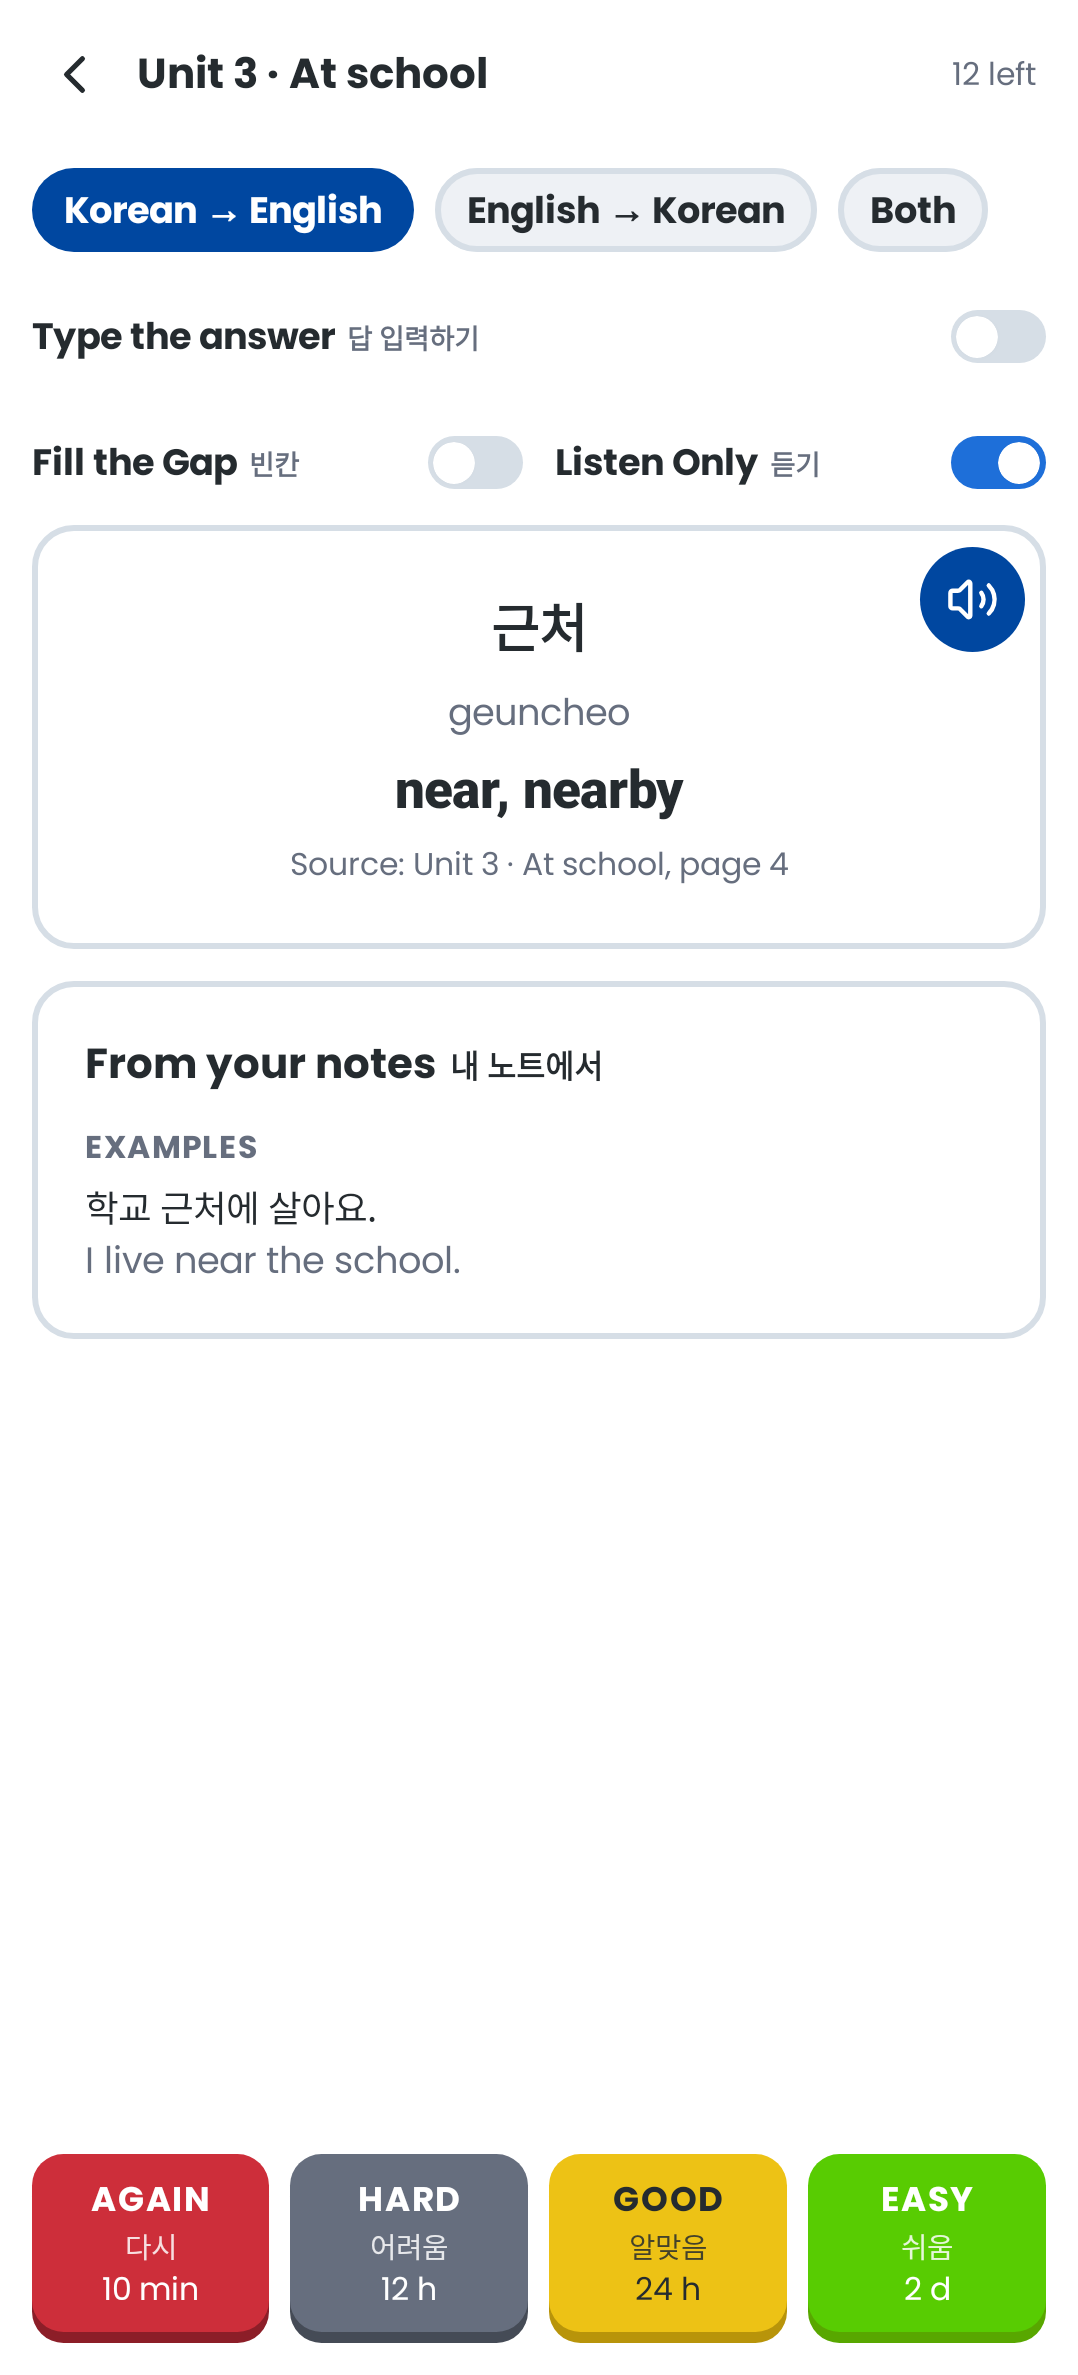 Unit 3 · At school
12 left
Korean → English
English → Korean
Both
Type the answer 답 입력하기
Fill the Gap 빈칸
Listen Only 듣기
근처
geuncheo
near, nearby
Source: Unit 3 · At school, page 4
From your notes 내 노트에서
EXAMPLES
학교 근처에 살아요.
I live near the school.
AGAIN
다시
10 min
HARD
어려움
12 h
GOOD
알맞음
24 h
EASY
쉬움
2 d